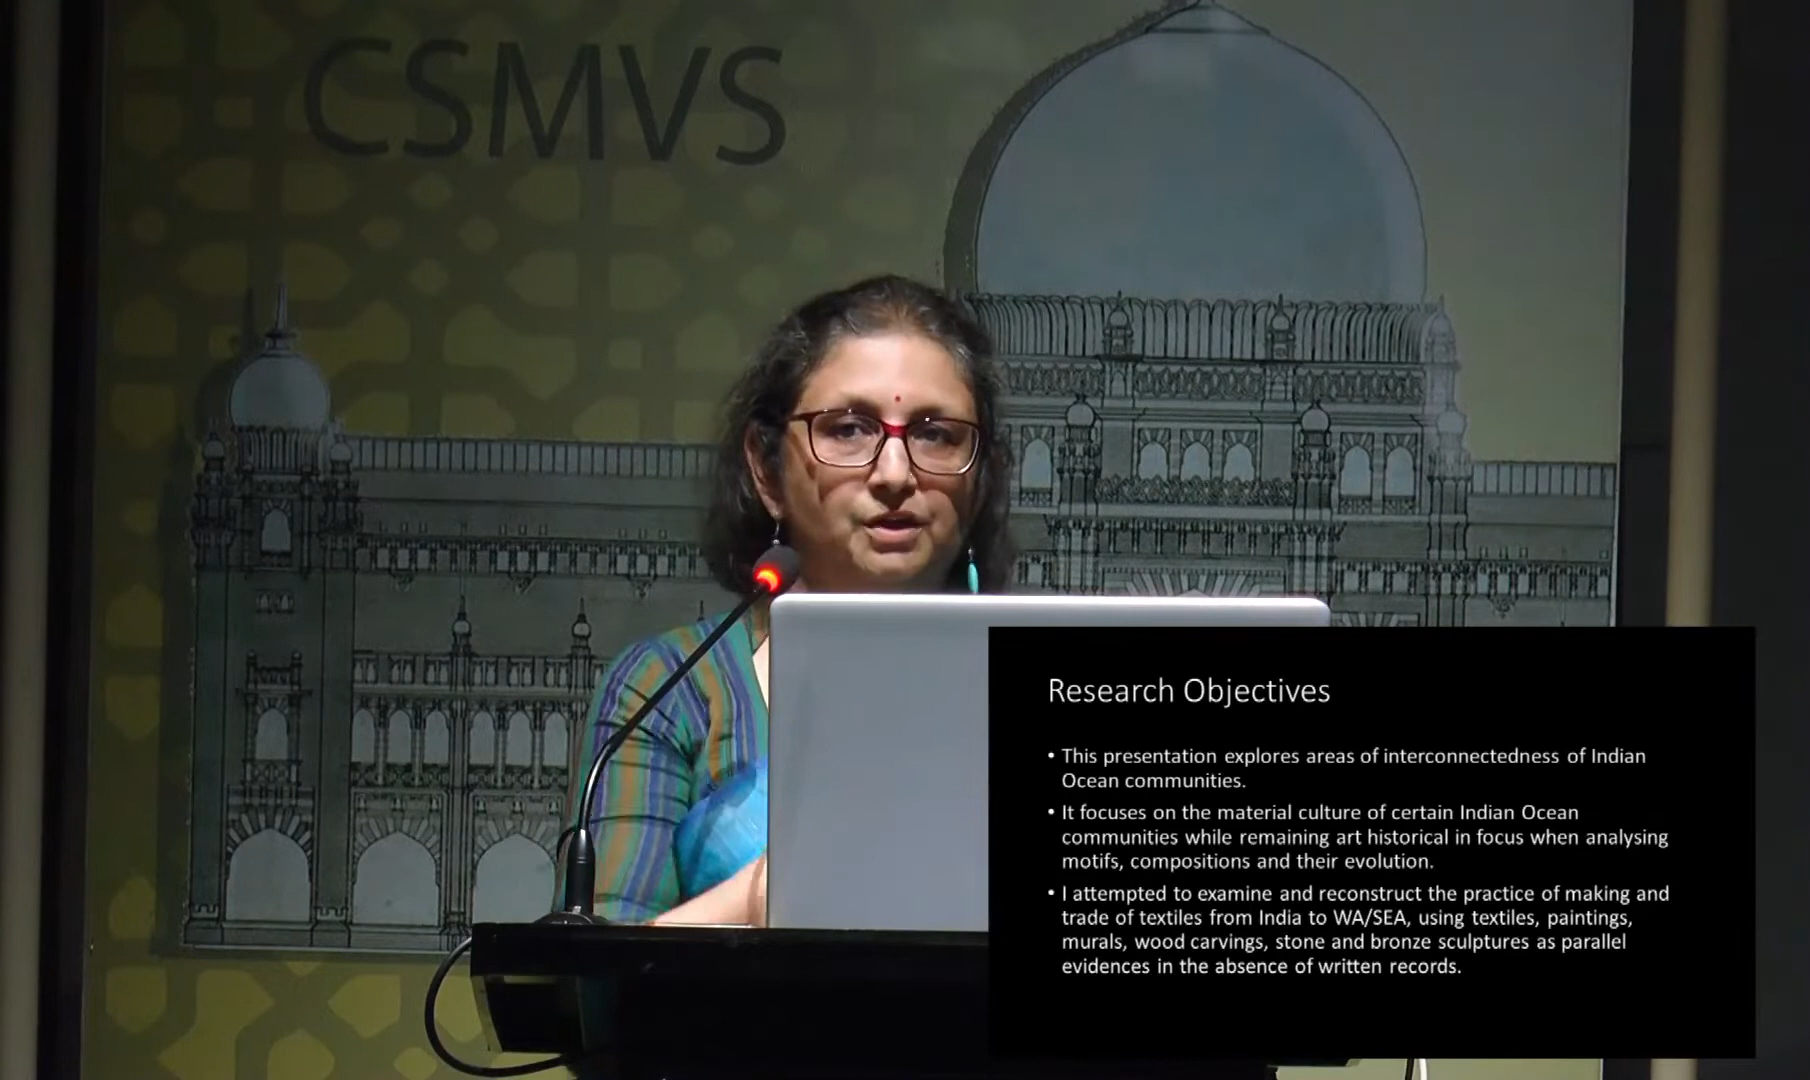 CSMVS
Research Objectives
• This presentation explores areas of interconnectedness of Indian
Ocean communities.
• It focuses on the material culture of certain Indian Ocean
communities while remaining art historical in focus when analysing
motifs, compositions and their evolution.
• I attempted to examine and reconstruct the practice of making and
trade of textiles from India to WA/SEA, using textiles, paintings,
murals, wood carvings, stone and bronze sculptures as parallel
evidences in the absence of written records.